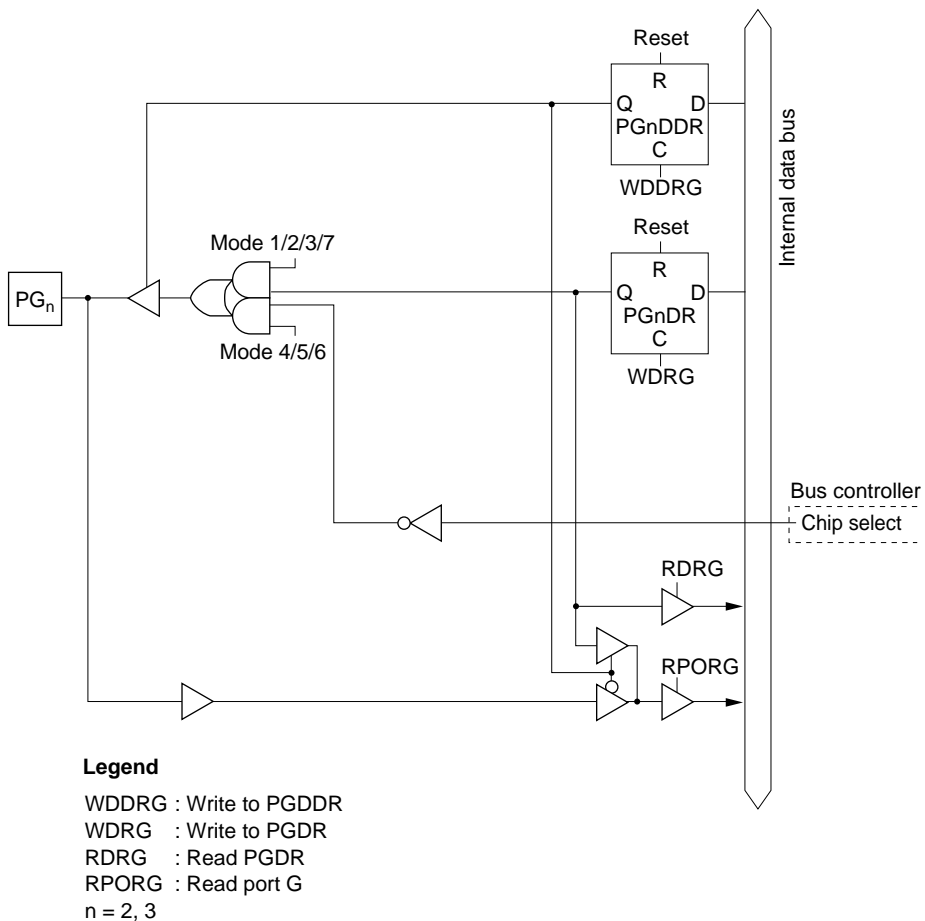 Reset
R
Q D
PGnDDR
C
WDDRG
Internal data bus
Reset
R
Q D
PGnDR
C
WDRG
Mode 1/2/3/7
PGn
Mode 4/5/6
Bus controller
Chip select
RDRG
RPORG
Legend
WDDRG : Write to PGDDR
WDRG : Write to PGDR
RDRG : Read PGDR
RPORG : Read port G
n = 2, 3